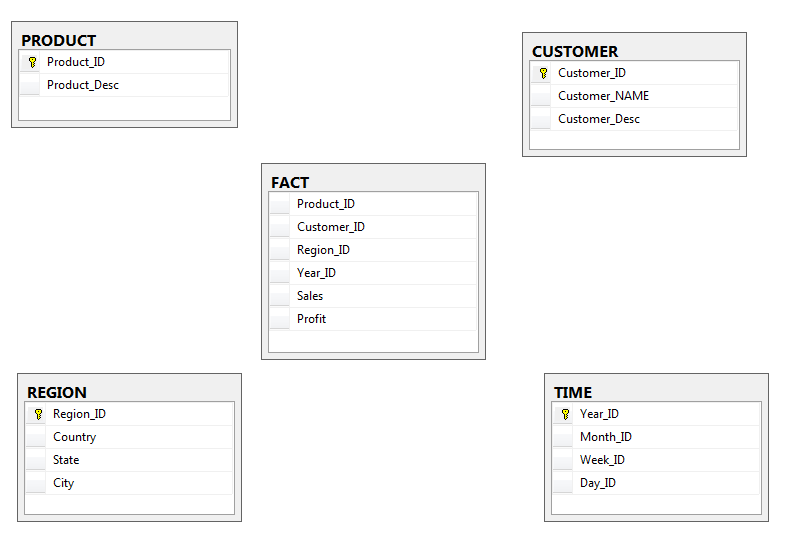 PRODUCT
Product_ID
Product_Desc
CUSTOMER
Customer_ID
Customer_NAME
Customer_Desc
FACT
Product_ID
Customer_ID
Region_ID
Year_ID
Sales
Profit
REGION
Region_ID
Country
State
City
TIME
Year_ID
Month_ID
Week_ID
Day_ID